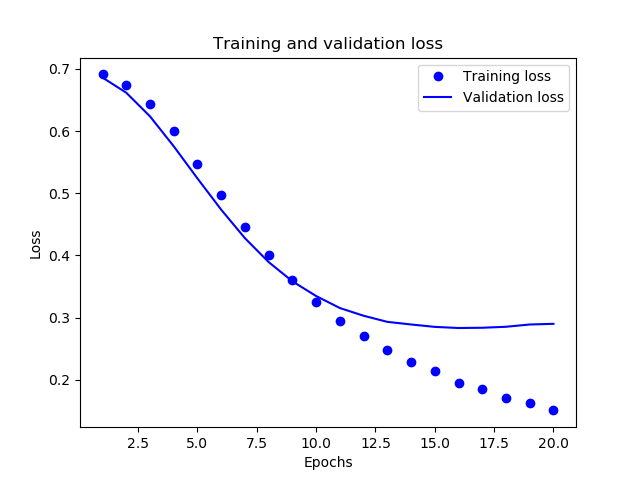 Training and validation loss
Training loss
Validation loss
0.7
0.6
0.5
0.4
0.3
0.2
Loss
2.5 5.0 7.5 10.0 12.5 15.0 17.5 20.0
Epochs